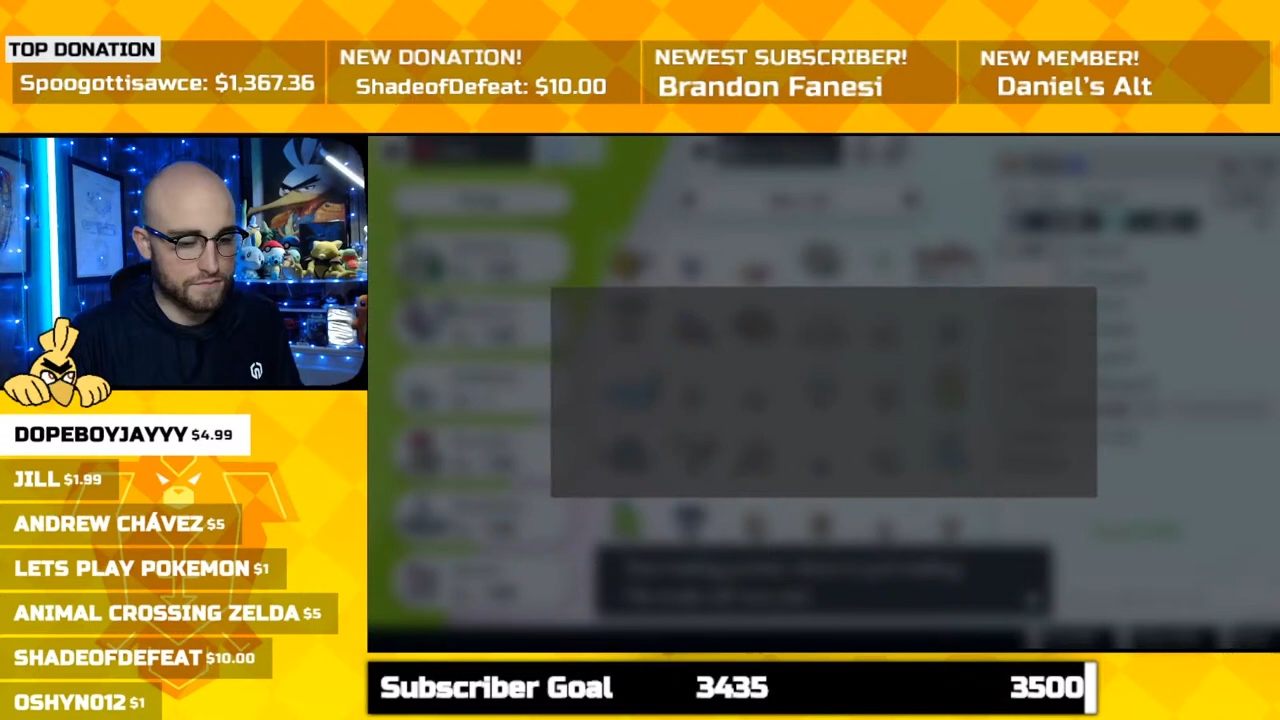 TOP DONATION
Spoogottisawce: $1,367.36
NEW DONATION!
ShadeofDefeat: $10.00
NEWEST SUBSCRIBER!
Brandon Fanesi
NEW MEMBER!
Daniel's Alt
DOPEBOYJAYYY $4.99
JILL $1.99
ANDREW CHÁVEZ $5
LETS PLAY POKEMON $1
ANIMAL CROSSING ZELDA $5
SHADEOFDEFEAT $10.00
OSHYN012 $1
Subscriber Goal 3435 3500